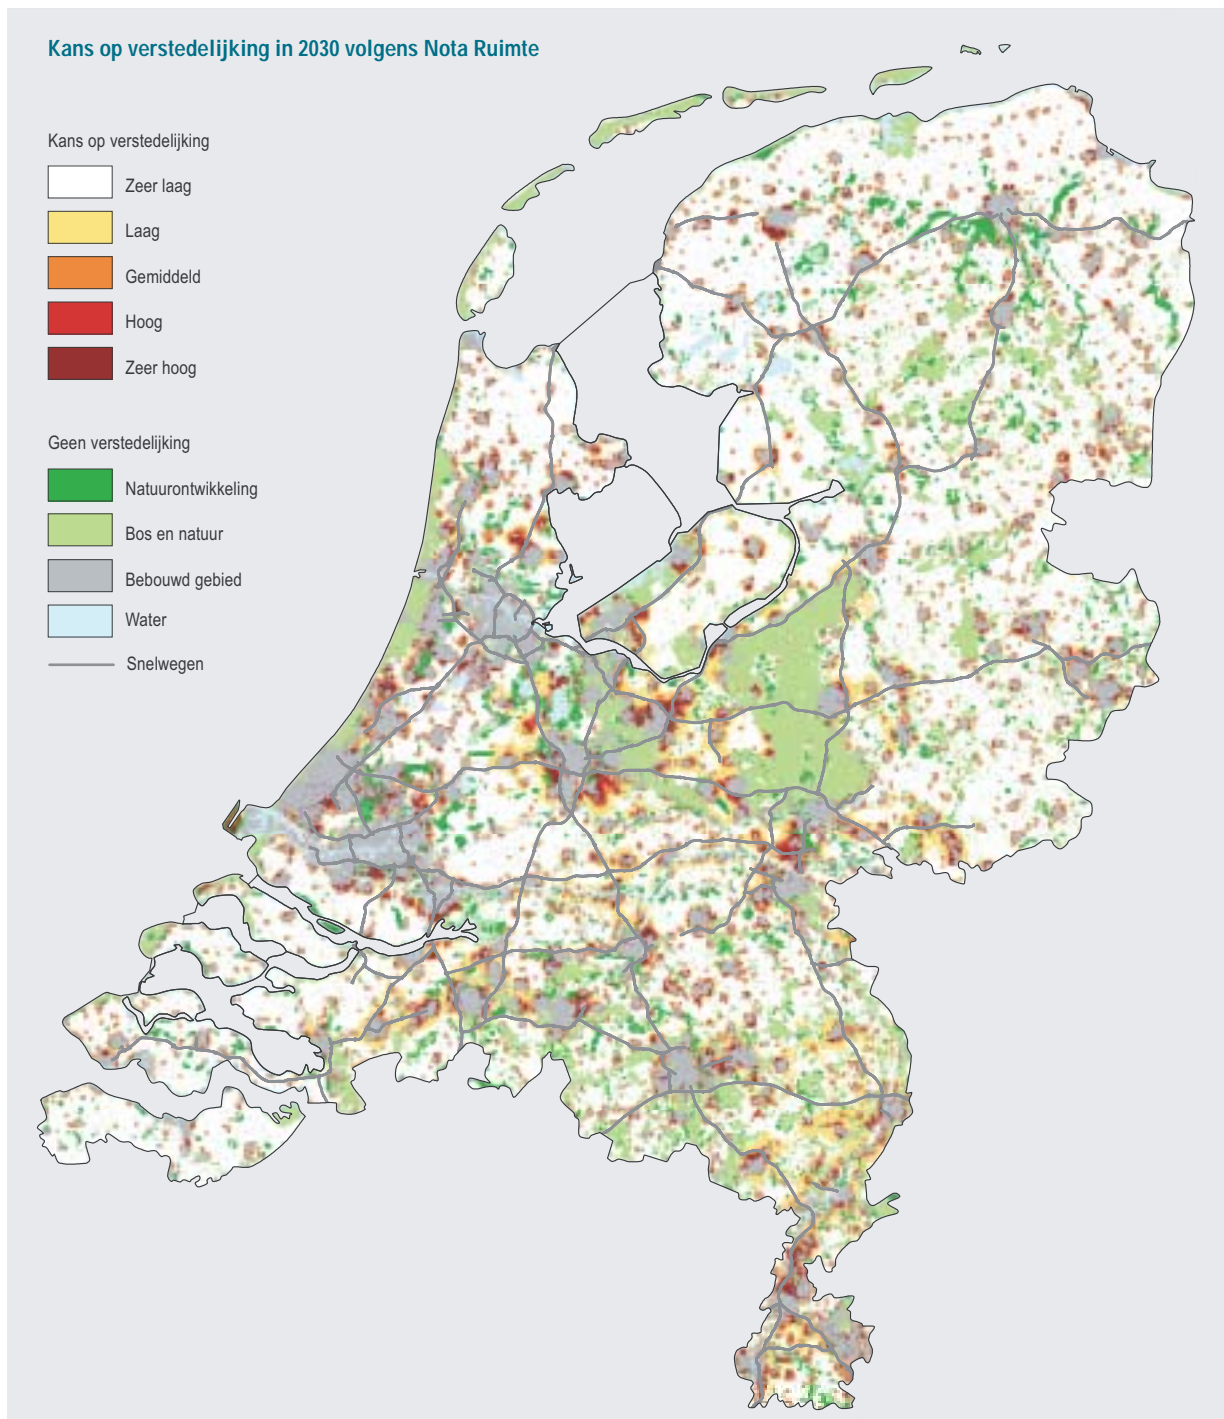 Kans op verstedelijking in 2030 volgens Nota Ruimte
Kans op verstedelijking
Zeer laag
Laag
Gemiddeld
Hoog
Zeer hoog
Geen verstedelijking
Natuurontwikkeling
Bos en natuur
Bebouwd gebied
Water
Snelwegen